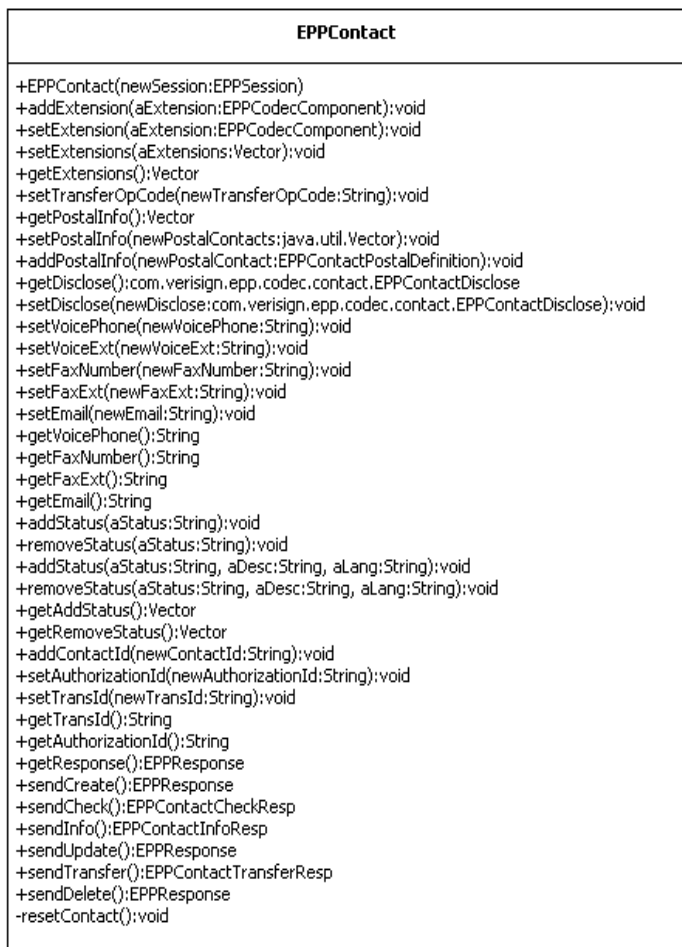 EPPContact
+EPPContact(newSession:EPPSession)
+addExtension(aExtension:EPPCodecComponent):void
+setExtension(aExtension:EPPCodecComponent):void
+setExtensions(aExtensions:Vector):void
+getExtensions():Vector
+setTransferOpCode(newTransferOpCode:String):void
+getPostalInfo():Vector
+setPostalInfo(newPostalContacts:java.util.Vector):void
+addPostalInfo(newPostalContact:EPPContactPostalDefinition):void
+getDisclose():com.verisign.epp.codec.contact.EPPContactDisclose
+setDisclose(newDisclose:com.verisign.epp.codec.contact.EPPContactDisclose):void
+setVoicePhone(newVoicePhone:String):void
+setVoiceExt(newVoiceExt:String):void
+setFaxNumber(newFaxNumber:String):void
+setFaxExt(newFaxExt:String):void
+setEmail(newEmail:String):void
+getVoicePhone():String
+getFaxNumber():String
+getFaxExt():String
+getEmail():String
+addStatus(aStatus:String):void
+removeStatus(aStatus:String):void
+addStatus(aStatus:String, aDesc:String, aLang:String):void
+removeStatus(aStatus:String, aDesc:String, aLang:String):void
+getAddStatus():Vector
+getRemoveStatus():Vector
+addContactId(newContactId:String):void
+setAuthorizationId(newAuthorizationId:String):void
+setTransId(newTransId:String):void
+getTransId():String
+getAuthorizationId():String
+getResponse():EPPResponse
+sendCreate():EPPResponse
+sendCheck():EPPContactCheckResp
+sendInfo():EPPContactInfoResp
+sendUpdate():EPPResponse
+sendTransfer():EPPContactTransferResp
+sendDelete():EPPResponse
-resetContact():void